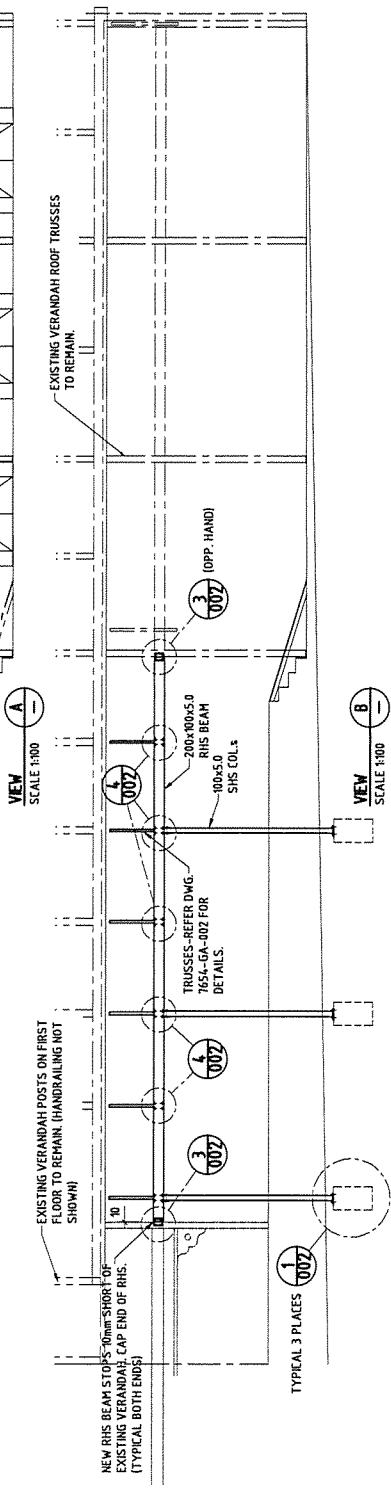 EXISTING VERANDAH POSTS ON FIRST
FLOOR TO REMAIN. (HANDRAILING NOT
SHOWN)
NEW RHS BEAM STOPS 10mm SHORT OF
EXISTING VERANDAH. CAP END OF RHS.
(TYPICAL BOTH ENDS)
10
3
002
4
002
4
002
TRUSSES-REFER DWG.
7654-GA-002 FOR
DETAILS.
200x100x5.0
RHS BEAM
100x5.0
SHS COL.s
3
002
(OPP. HAND)
EXISTING VERANDAH ROOF TRUSSES
TO REMAIN.
1
002
TYPICAL 3 PLACES
VIEW
SCALE 1:100
A
-
VIEW
SCALE 1:100
B
-